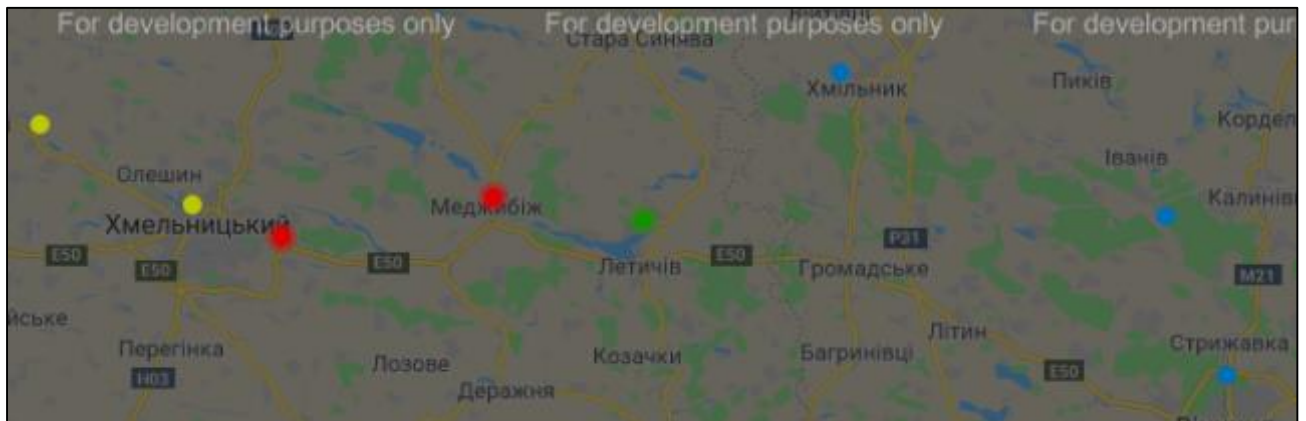 For development purposes only
For development purposes only
For development pur
Стара Синява
Хмільник
Пиків
Кордел
Олешин
Іванів
Меджибіж
Калинів
Хмельницький
E50
E50
E50
Летичів
E50
P31
Громадське
M21
йське
Перегінка
Лозове
Козачки
Багринівці
Літин
Стрижавка
H03
Деражня
E50